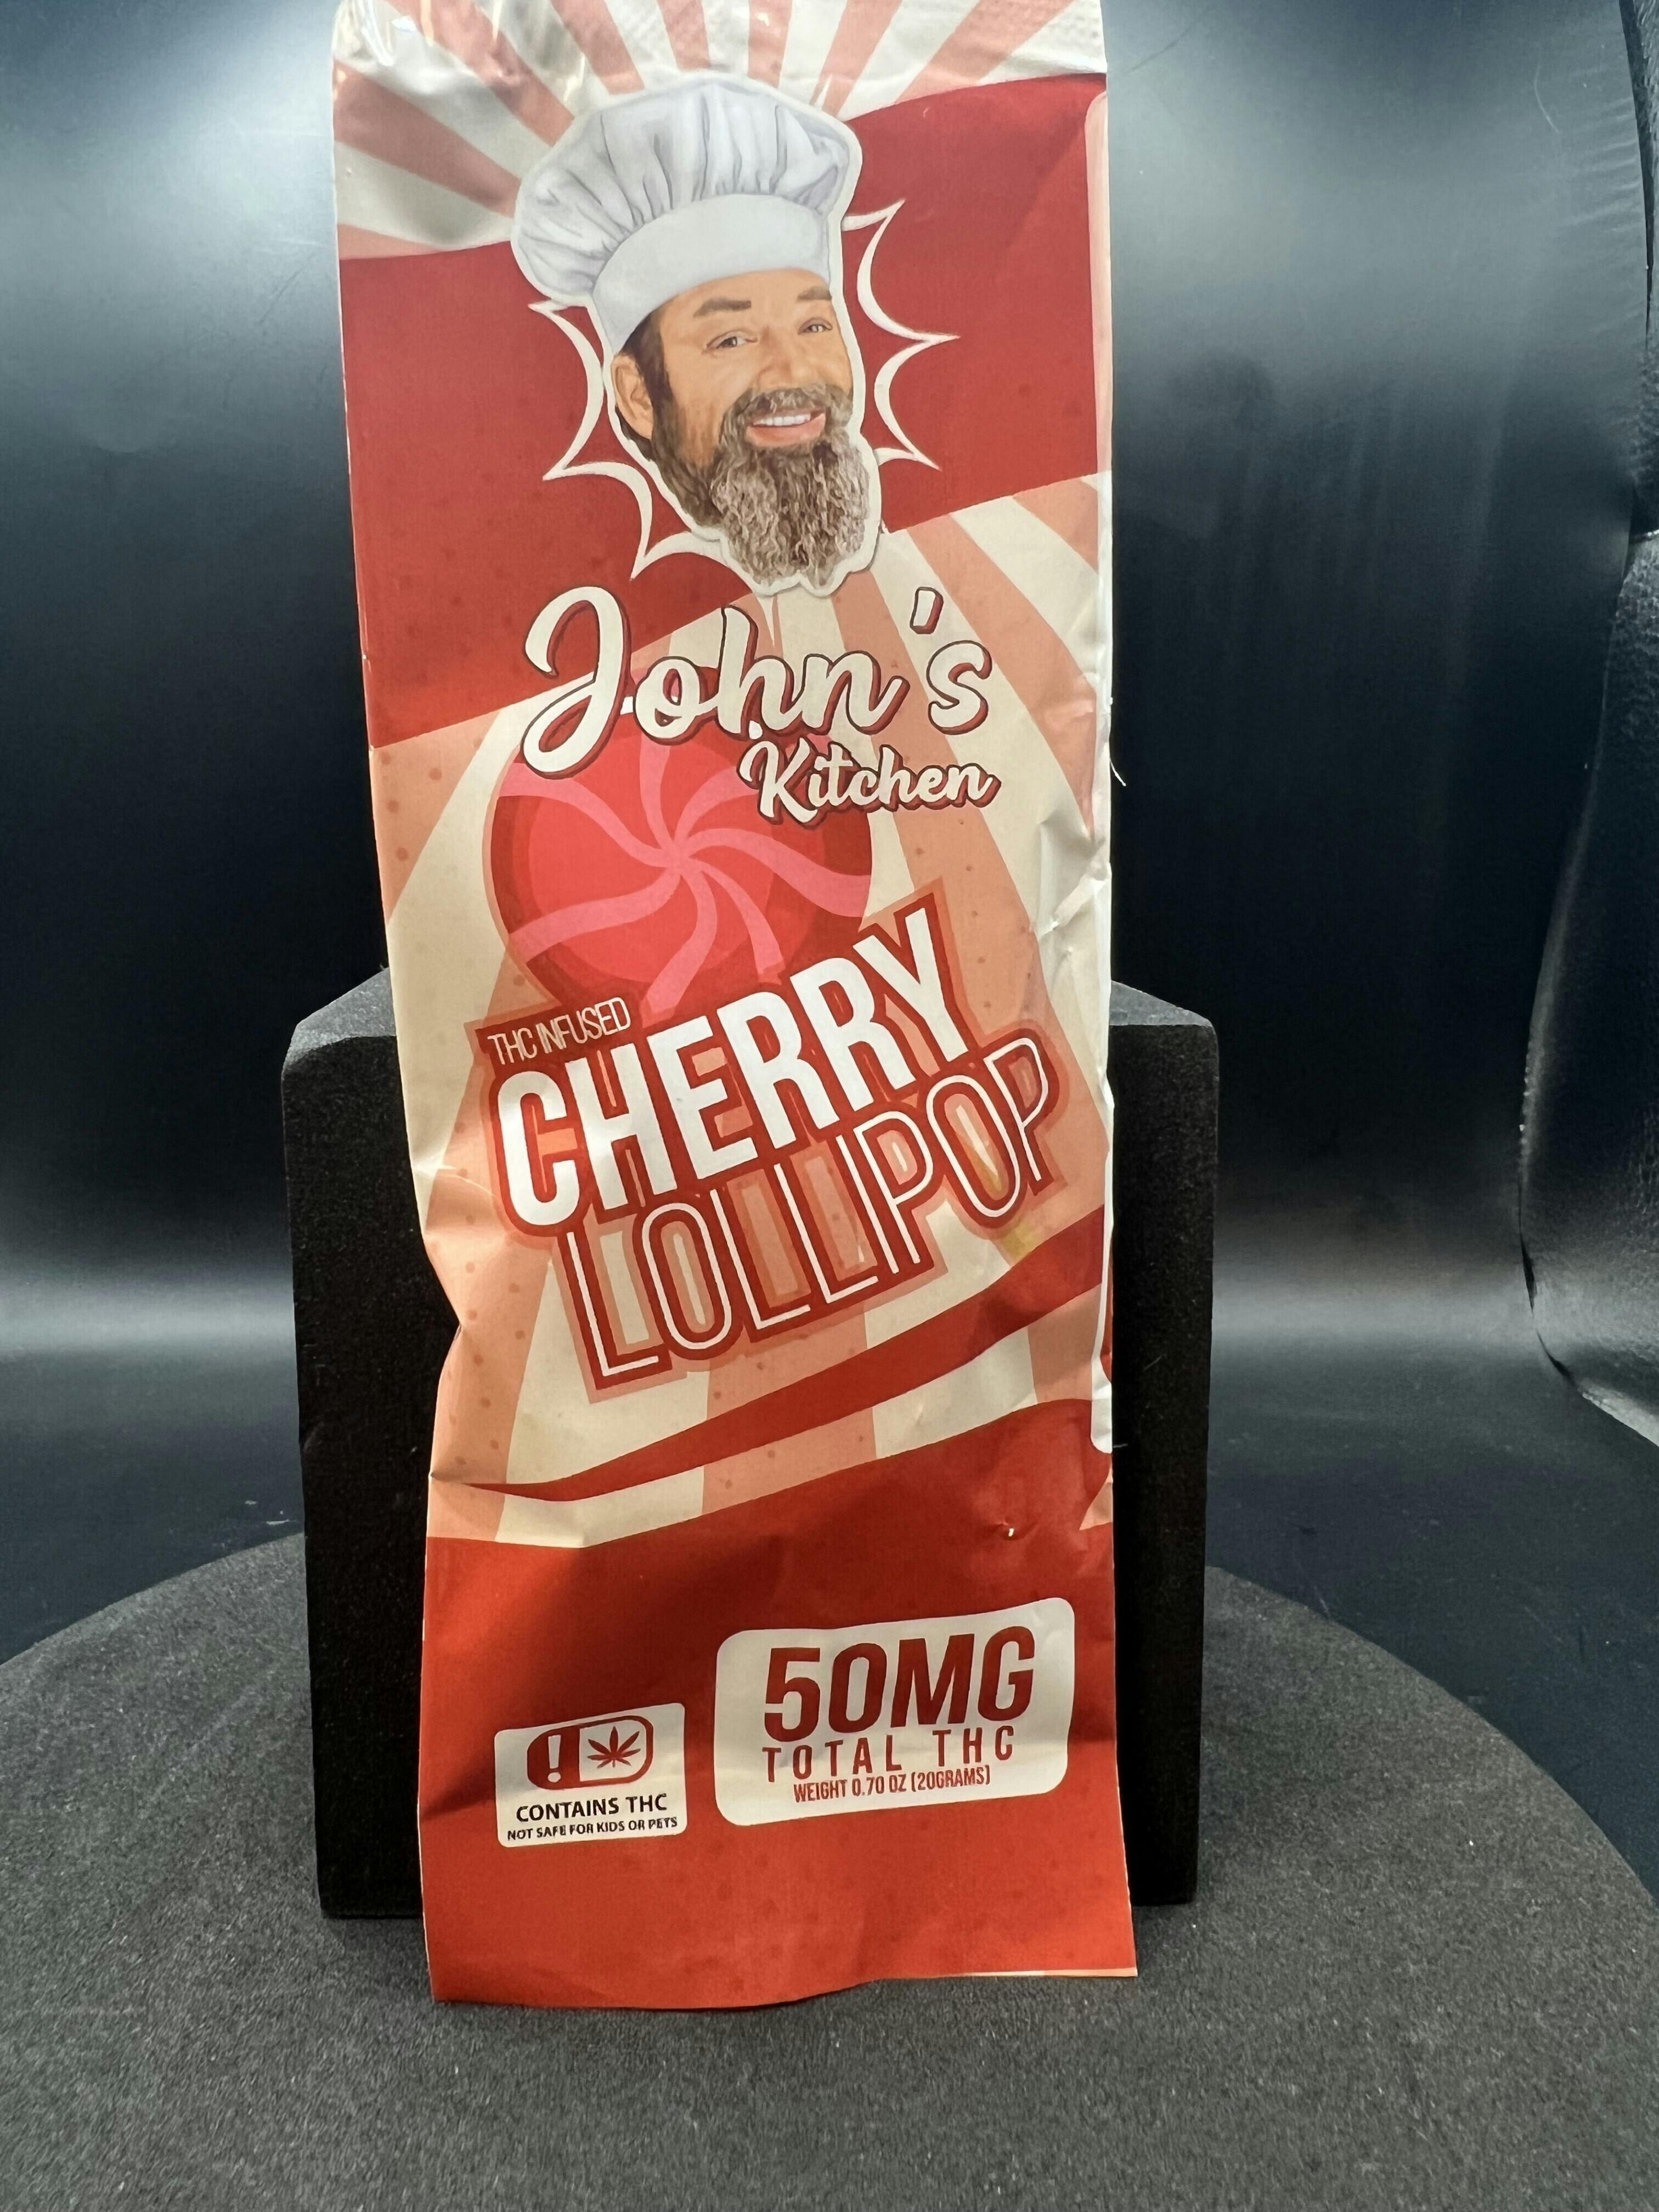 John's
Kitchen
THC INFUSED
CHERRY
LOLLIPOP
50MG
TOTAL THC
WEIGHT 0.70 OZ (20GRAMS)
!
CONTAINS THC
NOT SAFE FOR KIDS OR PETS